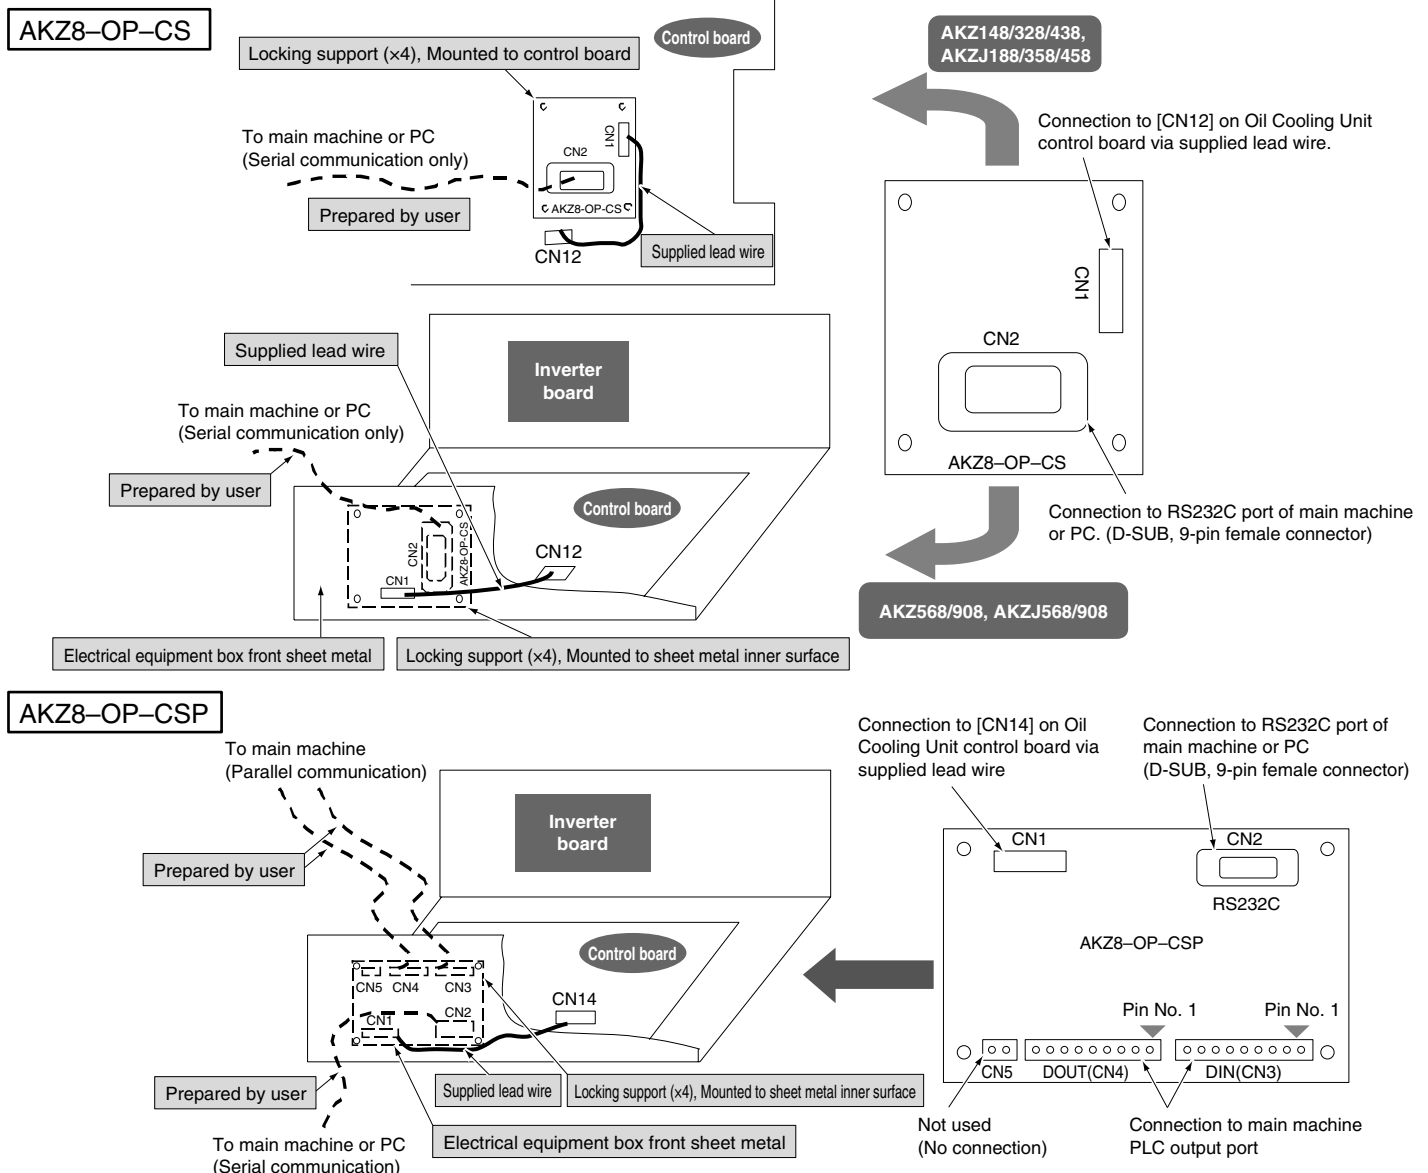 AKZ8–OP–CS
Locking support (×4), Mounted to control board
Control board
AKZ148/328/438,
AKZJ188/358/458
To main machine or PC
(Serial communication only)
Prepared by user
CN1
CN2
AKZ8-OP-CS
CN12
Supplied lead wire
Connection to [CN12] on Oil Cooling Unit
control board via supplied lead wire.
CN1
CN2
AKZ8–OP–CS
Connection to RS232C port of main machine
or PC. (D-SUB, 9-pin female connector)
Supplied lead wire
Inverter
board
To main machine or PC
(Serial communication only)
Prepared by user
Control board
CN2
AKZ8-OP-CS
CN1
CN12
AKZ568/908, AKZJ568/908
Electrical equipment box front sheet metal
Locking support (×4), Mounted to sheet metal inner surface
AKZ8–OP–CSP
To main machine
(Parallel communication)
Prepared by user
Inverter
board
Control board
CN5
CN4
CN3
CN1
CN2
CN14
Prepared by user
Supplied lead wire
Locking support (×4), Mounted to sheet metal inner surface
Electrical equipment box front sheet metal
To main machine or PC
(Serial communication)
Connection to [CN14] on Oil
Cooling Unit control board via
supplied lead wire
Connection to RS232C port of
main machine or PC
(D-SUB, 9-pin female connector)
CN1
CN2
RS232C
AKZ8–OP–CSP
Pin No. 1
Pin No. 1
CN5
DOUT(CN4)
DIN(CN3)
Not used
(No connection)
Connection to main machine
PLC output port